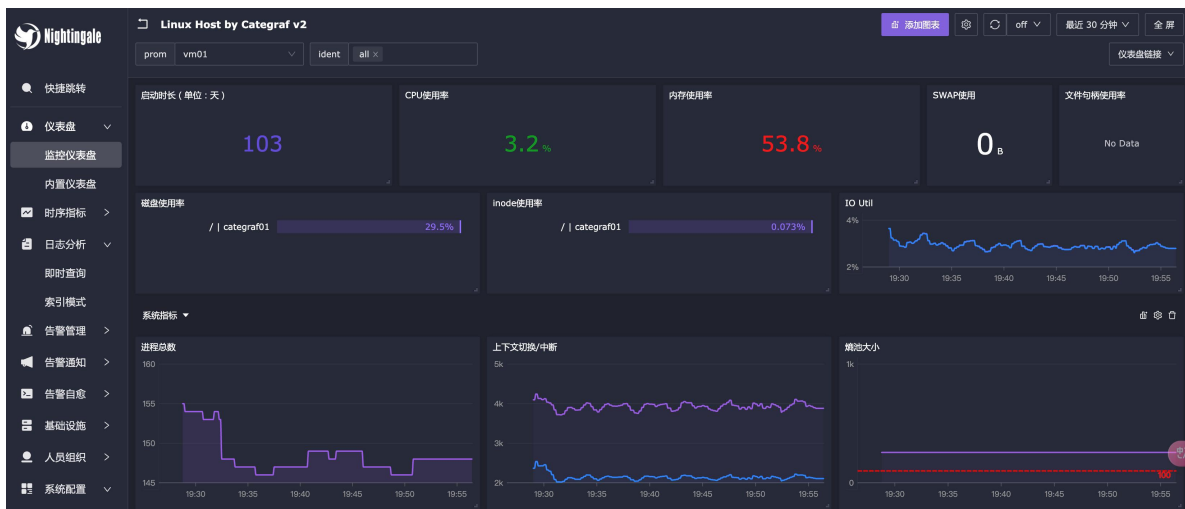 Nightingale
快捷跳转
仪表盘
监控仪表盘
内置仪表盘
时序指标
日志分析
即时查询
索引模式
告警管理
告警通知
告警自愈
基础设施
人员组织
系统配置
Linux Host by Categraf v2
添加图表
off
最近 30 分钟
全屏
prom vm01
ident all ×
仪表盘链接
启动时长 ( 单位 : 天 )
103
CPU使用率
3.2 %
内存使用率
53.8 %
SWAP使用
0 B
文件句柄使用率
No Data
磁盘使用率
/ | categraf01 29.5%
inode使用率
/ | categraf01 0.073%
IO Util
4%
2%
19:30 19:35 19:40 19:45 19:50 19:55
系统指标
进程总数
160
155
150
145
19:30 19:35 19:40 19:45 19:50 19:55
上下文切换/中断
5k
4k
3k
2k
19:30 19:35 19:40 19:45 19:50 19:55
熵池大小
1k
100
0
19:30 19:35 19:40 19:45 19:50 19:55